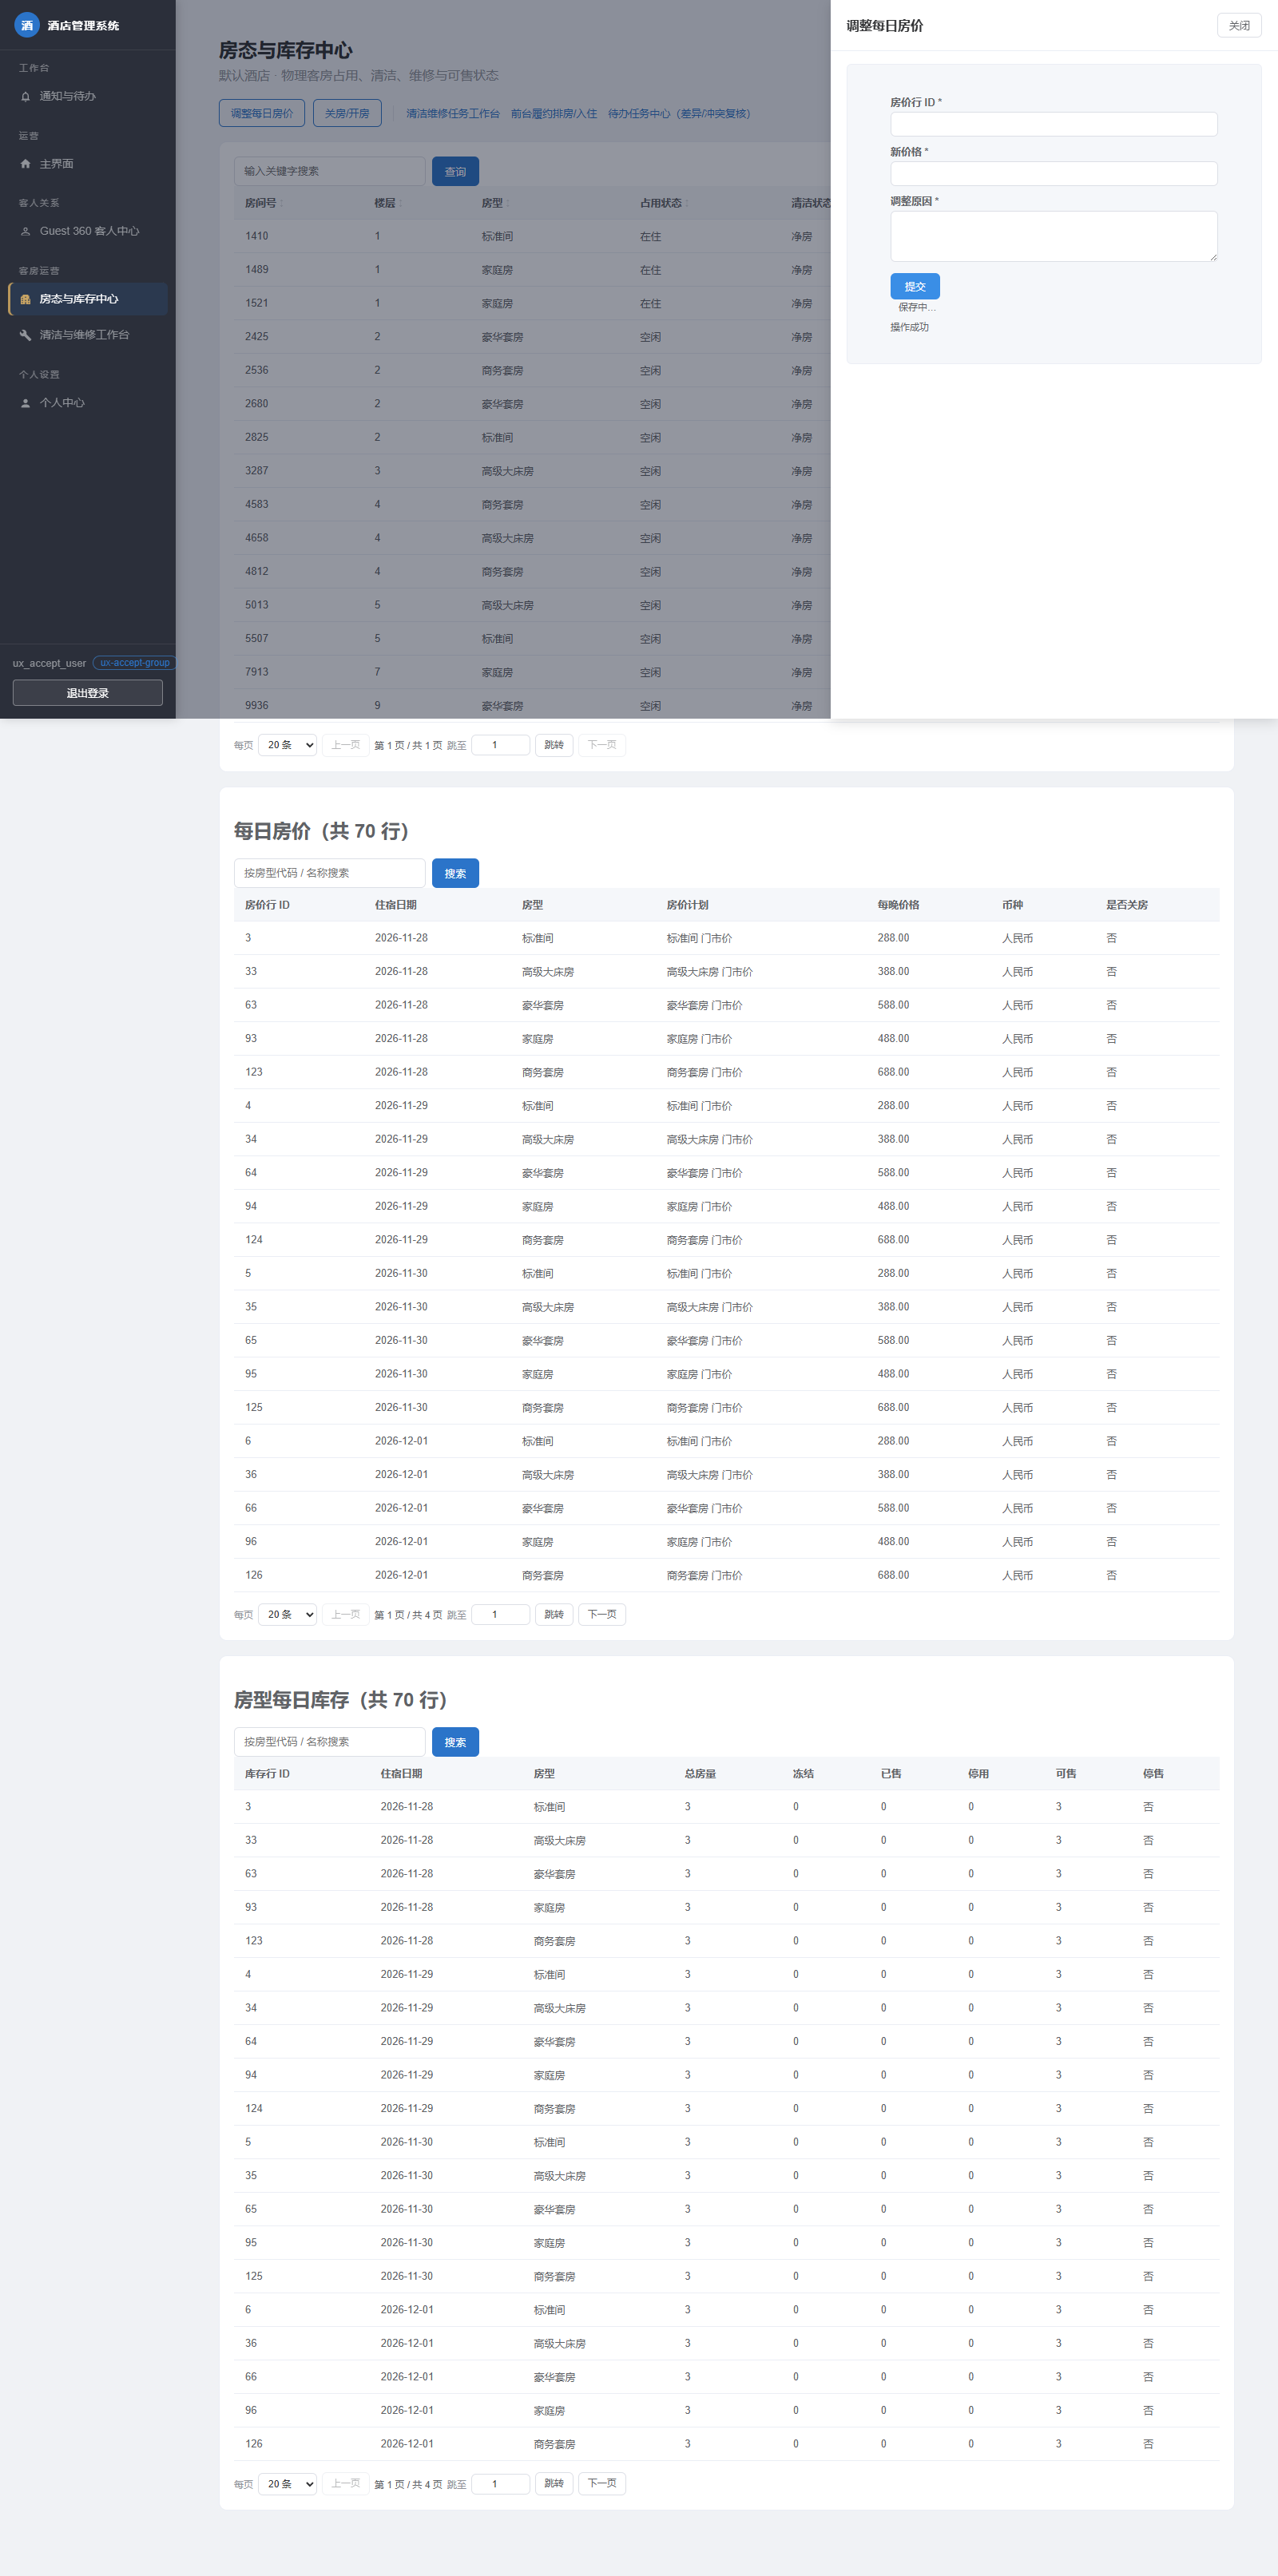 酒 酒店管理系统
工作台
通知与待办
运营
主界面
客人关系
Guest 360 客人中心
客房运营
房态与库存中心
清洁与维修工作台
个人设置
个人中心
ux_accept_user ux-accept-group
退出登录
房态与库存中心
默认酒店 · 物理客房占用、清洁、维修与可售状态
调整每日房价 关房/开房 清洁维修任务工作台 前台履约排房/入住 待办任务中心（差异/冲突复核）
输入关键字搜索 查询
房间号 楼层 房型 占用状态 清洁状态
1410 1 标准间 在住 净房
1489 1 家庭房 在住 净房
1521 1 家庭房 在住 净房
2425 2 豪华套房 空闲 净房
2536 2 商务套房 空闲 净房
2680 2 豪华套房 空闲 净房
2825 2 标准间 空闲 净房
3287 3 高级大床房 空闲 净房
4583 4 商务套房 空闲 净房
4658 4 高级大床房 空闲 净房
4812 4 商务套房 空闲 净房
5013 5 高级大床房 空闲 净房
5507 5 标准间 空闲 净房
7913 7 家庭房 空闲 净房
9936 9 豪华套房 空闲 净房
每页 20 条 上一页 第 1 页 / 共 1 页 跳至 1 跳转 下一页
调整每日房价 关闭
房价行 ID *
新价格 *
调整原因 *
提交
保存中...
操作成功
每日房价（共 70 行）
按房型代码 / 名称搜索 搜索
房价行 ID 住宿日期 房型 房价计划 每晚价格 币种 是否关房
3 2026-11-28 标准间 标准间 门市价 288.00 人民币 否
33 2026-11-28 高级大床房 高级大床房 门市价 388.00 人民币 否
63 2026-11-28 豪华套房 豪华套房 门市价 588.00 人民币 否
93 2026-11-28 家庭房 家庭房 门市价 488.00 人民币 否
123 2026-11-28 商务套房 商务套房 门市价 688.00 人民币 否
4 2026-11-29 标准间 标准间 门市价 288.00 人民币 否
34 2026-11-29 高级大床房 高级大床房 门市价 388.00 人民币 否
64 2026-11-29 豪华套房 豪华套房 门市价 588.00 人民币 否
94 2026-11-29 家庭房 家庭房 门市价 488.00 人民币 否
124 2026-11-29 商务套房 商务套房 门市价 688.00 人民币 否
5 2026-11-30 标准间 标准间 门市价 288.00 人民币 否
35 2026-11-30 高级大床房 高级大床房 门市价 388.00 人民币 否
65 2026-11-30 豪华套房 豪华套房 门市价 588.00 人民币 否
95 2026-11-30 家庭房 家庭房 门市价 488.00 人民币 否
125 2026-11-30 商务套房 商务套房 门市价 688.00 人民币 否
6 2026-12-01 标准间 标准间 门市价 288.00 人民币 否
36 2026-12-01 高级大床房 高级大床房 门市价 388.00 人民币 否
66 2026-12-01 豪华套房 豪华套房 门市价 588.00 人民币 否
96 2026-12-01 家庭房 家庭房 门市价 488.00 人民币 否
126 2026-12-01 商务套房 商务套房 门市价 688.00 人民币 否
每页 20 条 上一页 第 1 页 / 共 4 页 跳至 1 跳转 下一页
房型每日库存（共 70 行）
按房型代码 / 名称搜索 搜索
库存行 ID 住宿日期 房型 总房量 冻结 已售 停用 可售 停售
3 2026-11-28 标准间 3 0 0 0 3 否
33 2026-11-28 高级大床房 3 0 0 0 3 否
63 2026-11-28 豪华套房 3 0 0 0 3 否
93 2026-11-28 家庭房 3 0 0 0 3 否
123 2026-11-28 商务套房 3 0 0 0 3 否
4 2026-11-29 标准间 3 0 0 0 3 否
34 2026-11-29 高级大床房 3 0 0 0 3 否
64 2026-11-29 豪华套房 3 0 0 0 3 否
94 2026-11-29 家庭房 3 0 0 0 3 否
124 2026-11-29 商务套房 3 0 0 0 3 否
5 2026-11-30 标准间 3 0 0 0 3 否
35 2026-11-30 高级大床房 3 0 0 0 3 否
65 2026-11-30 豪华套房 3 0 0 0 3 否
95 2026-11-30 家庭房 3 0 0 0 3 否
125 2026-11-30 商务套房 3 0 0 0 3 否
6 2026-12-01 标准间 3 0 0 0 3 否
36 2026-12-01 高级大床房 3 0 0 0 3 否
66 2026-12-01 豪华套房 3 0 0 0 3 否
96 2026-12-01 家庭房 3 0 0 0 3 否
126 2026-12-01 商务套房 3 0 0 0 3 否
每页 20 条 上一页 第 1 页 / 共 4 页 跳至 1 跳转 下一页